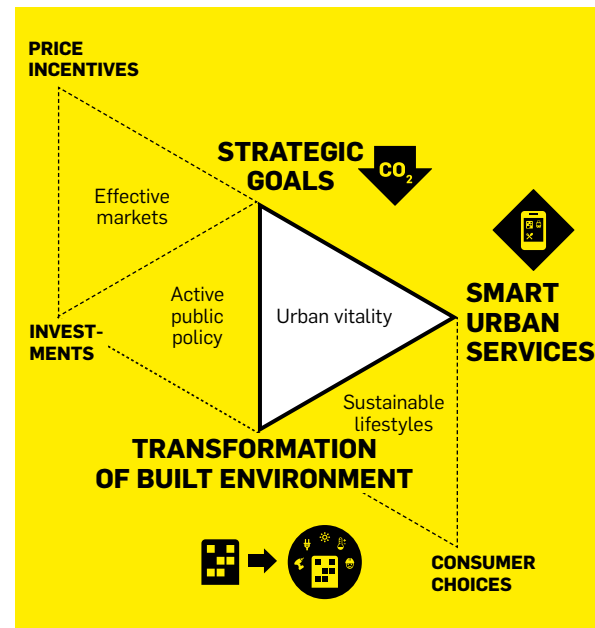 PRICE
INCENTIVES
STRATEGIC
GOALS
CO2
Effective
markets
SMART
URBAN
SERVICES
Active
public
policy
Urban vitality
INVEST-
MENTS
Sustainable
lifestyles
TRANSFORMATION
OF BUILT ENVIRONMENT
CONSUMER
CHOICES